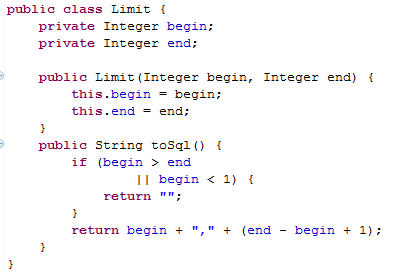 public class Limit {
    private Integer begin;
    private Integer end;

    public Limit(Integer begin, Integer end) {
        this.begin = begin;
        this.end = end;
    }
    public String toSql() {
        if (begin > end
                || begin < 1) {
            return "";
        }
        return begin + "," + (end - begin + 1);
    }
}